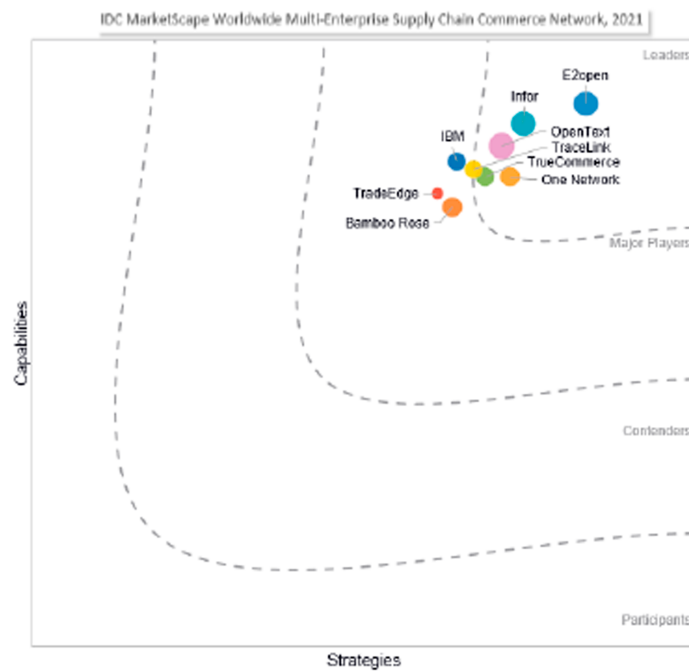 IDC MarketScape Worldwide Multi-Enterprise Supply Chain Commerce Network, 2021
Leaders
E2open
Infor
OpenText
IBM
TraceLink
TrueCommerce
One Network
TradeEdge
Bamboo Rose
Major Players
Capabilities
Contenders
Participants
Strategies